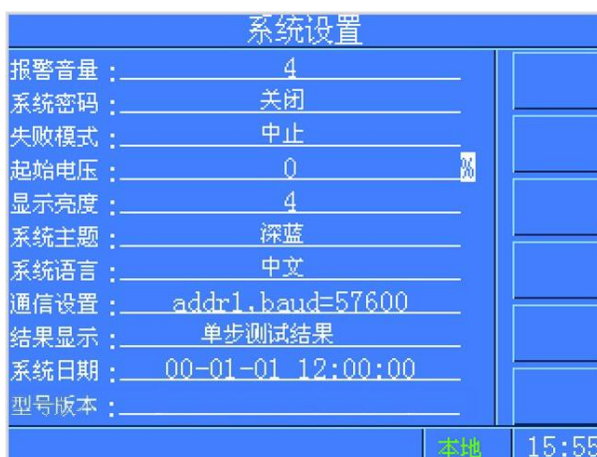 系统设置
报警音量：4
系统密码：关闭
失败模式：中止
起始电压：0 %
显示亮度：4
系统主题：深蓝
系统语言：中文
通信设置：addr1,baud=57600
结果显示：单步测试结果
系统日期：00-01-01 12:00:00
型号版本：
本地 15:55